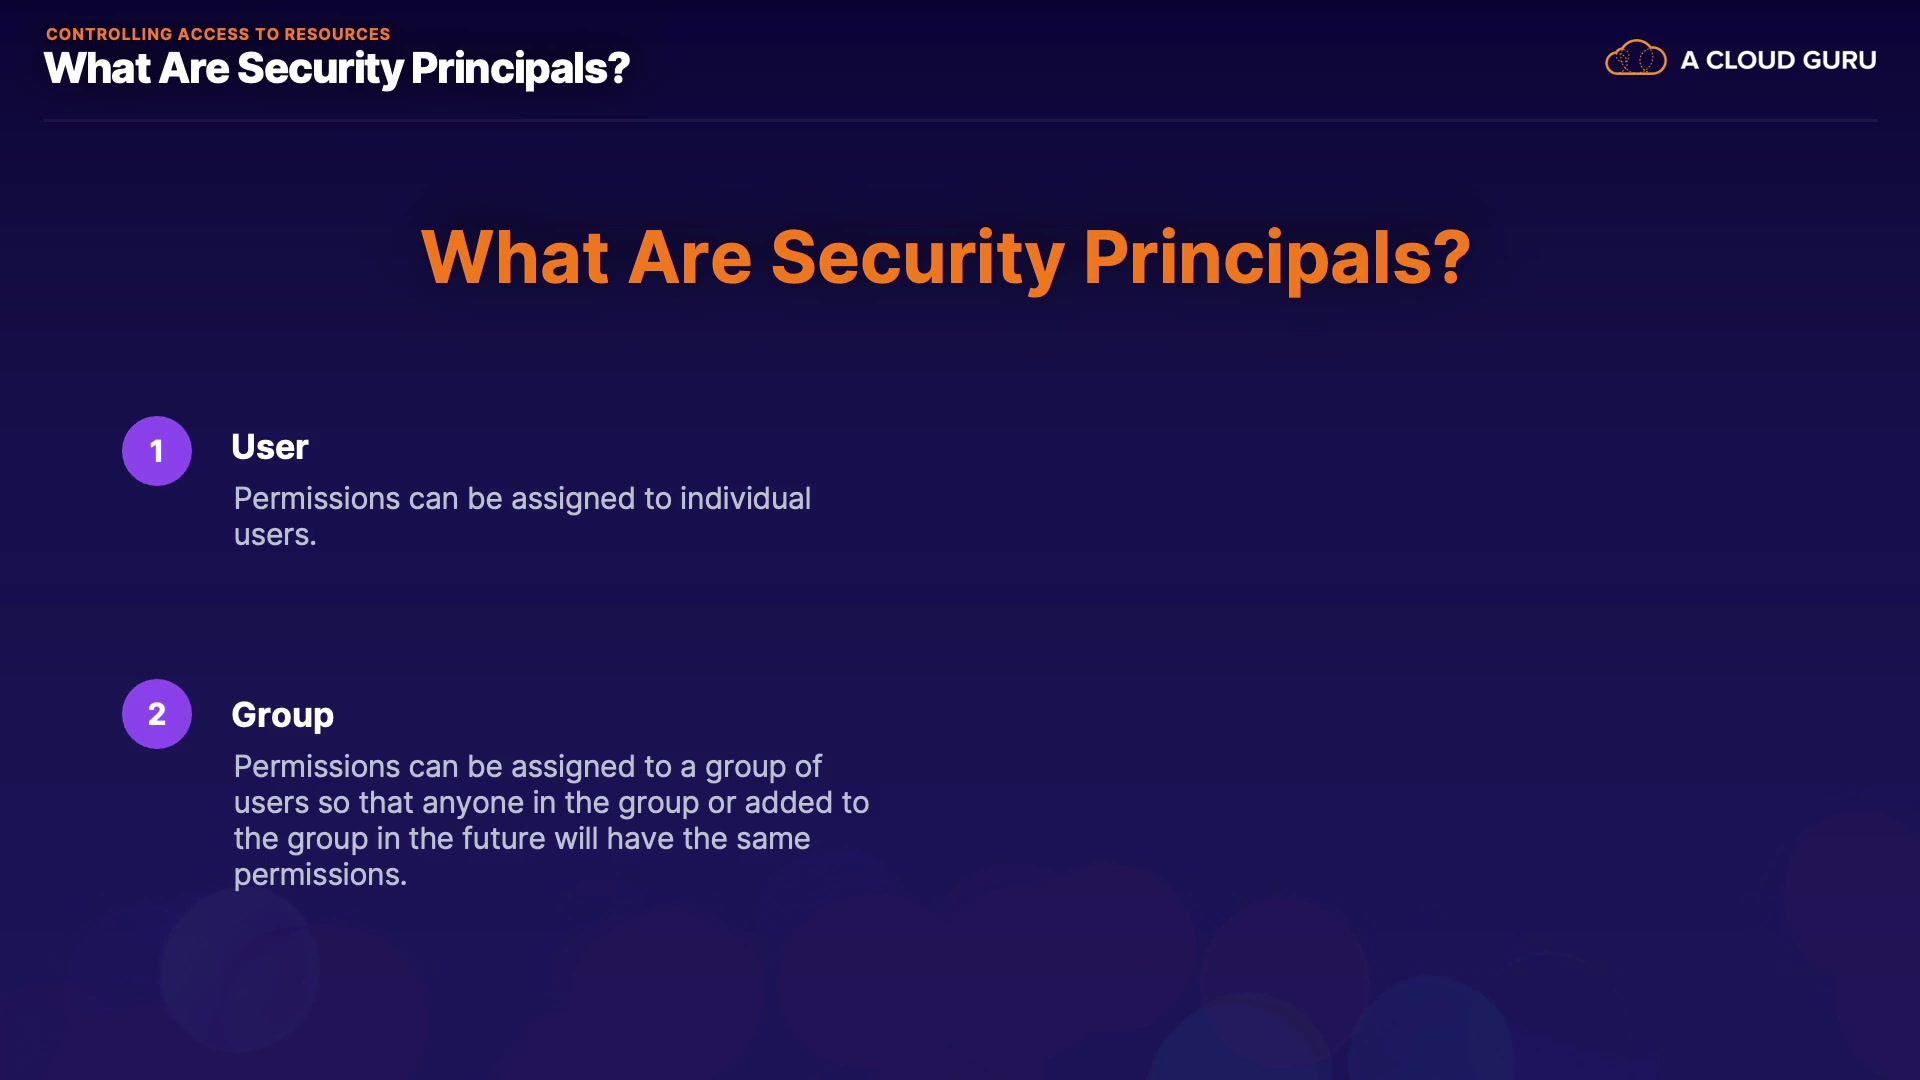 CONTROLLING ACCESS TO RESOURCES
What Are Security Principals?
A CLOUD GURU
What Are Security Principals?
1
User
Permissions can be assigned to individual
users.
2
Group
Permissions can be assigned to a group of
users so that anyone in the group or added to
the group in the future will have the same
permissions.